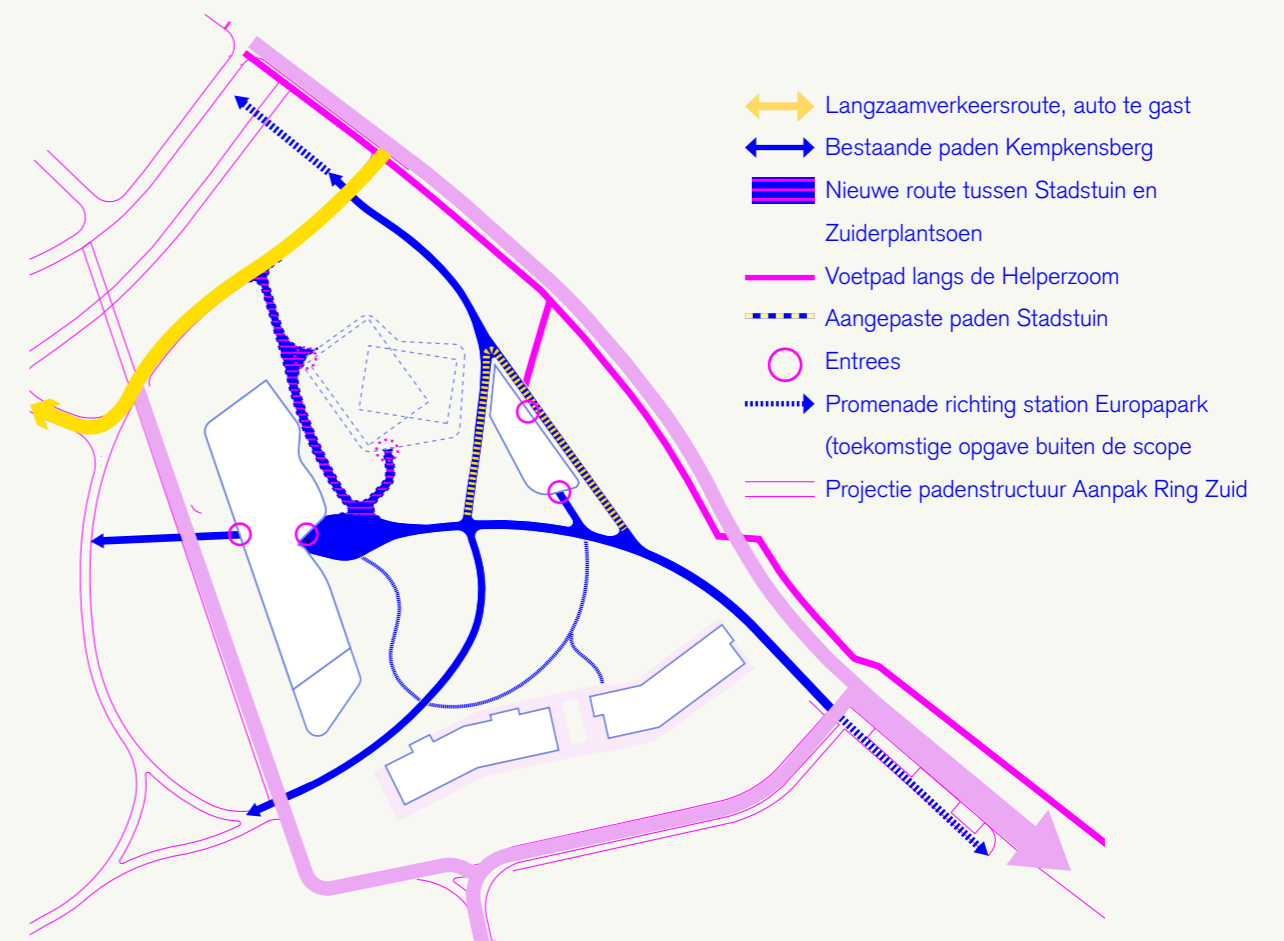 Langzaamverkeersroute, auto te gast
Bestaande paden Kempkensberg
Nieuwe route tussen Stadstuin en
Zuiderplantsoen
Voetpad langs de Helperzoom
Aangepaste paden Stadstuin
Entrees
Promenade richting station Europapark
(toekomstige opgave buiten de scope
Projectie padenstructuur Aanpak Ring Zuid